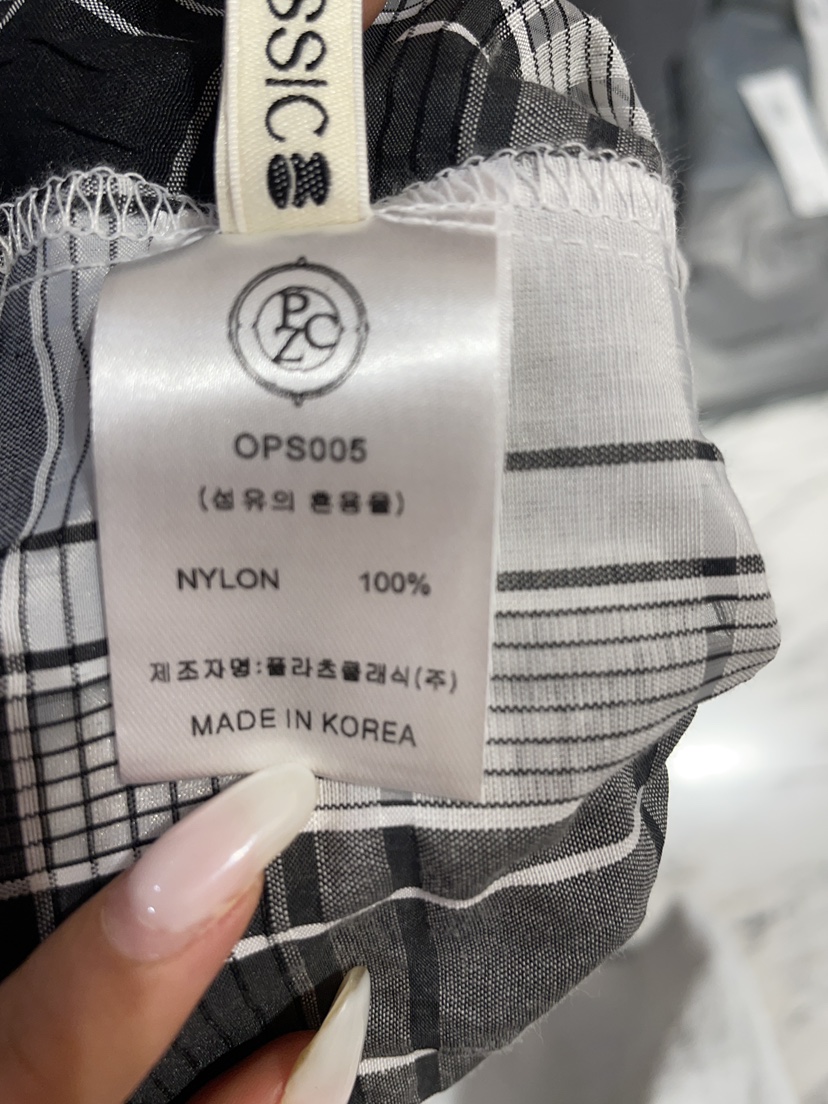 SSIC
PZC
OPS005
(섬유의 혼용율)
NYLON 100%
제조자명:플라츠클래식(주)
MADE IN KOREA